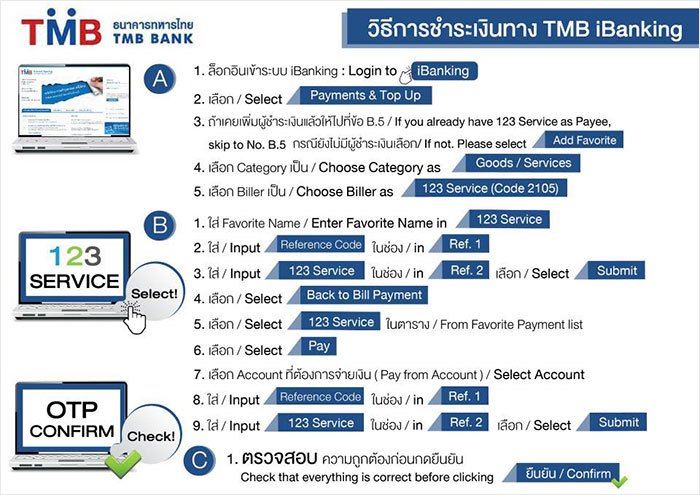 TMB ธนาคารทหารไทย
TMB BANK
วิธีการชำระเงินทาง TMB iBanking
A
1. ล็อกอินเข้าระบบ iBanking : Login to iBanking
2. เลือก / Select Payments & Top Up
3. ถ้าเคยเพิ่มผู้ชำระเงินแล้วให้ไปที่ข้อ B.5 / If you already have 123 Service as Payee,
skip to No. B.5 กรณียังไม่มีผู้ชำระเงินเลือก/ If not. Please select Add Favorite
4. เลือก Category เป็น / Choose Category as Goods / Services
5. เลือก Biller เป็น / Choose Biller as 123 Service (Code 2105)
B
123
SERVICE
Select!
1. ใส่ Favorite Name / Enter Favorite Name in 123 Service
2. ใส่ / Input Reference Code ในช่อง / in Ref. 1
3. ใส่ / Input 123 Service ในช่อง / in Ref. 2 เลือก / Select Submit
4. เลือก / Select Back to Bill Payment
5. เลือก / Select 123 Service ในตาราง / From Favorite Payment list
6. เลือก / Select Pay
7. เลือก Account ที่ต้องการจ่ายเงิน ( Pay from Account ) / Select Account
8. ใส่ / Input Reference Code ในช่อง / in Ref. 1
9. ใส่ / Input 123 Service ในช่อง / in Ref. 2 เลือก / Select Submit
OTP
CONFIRM
Check!
C
1. ตรวจสอบ ความถูกต้องก่อนกดยืนยัน
Check that everything is correct before clicking ยืนยัน / Confirm